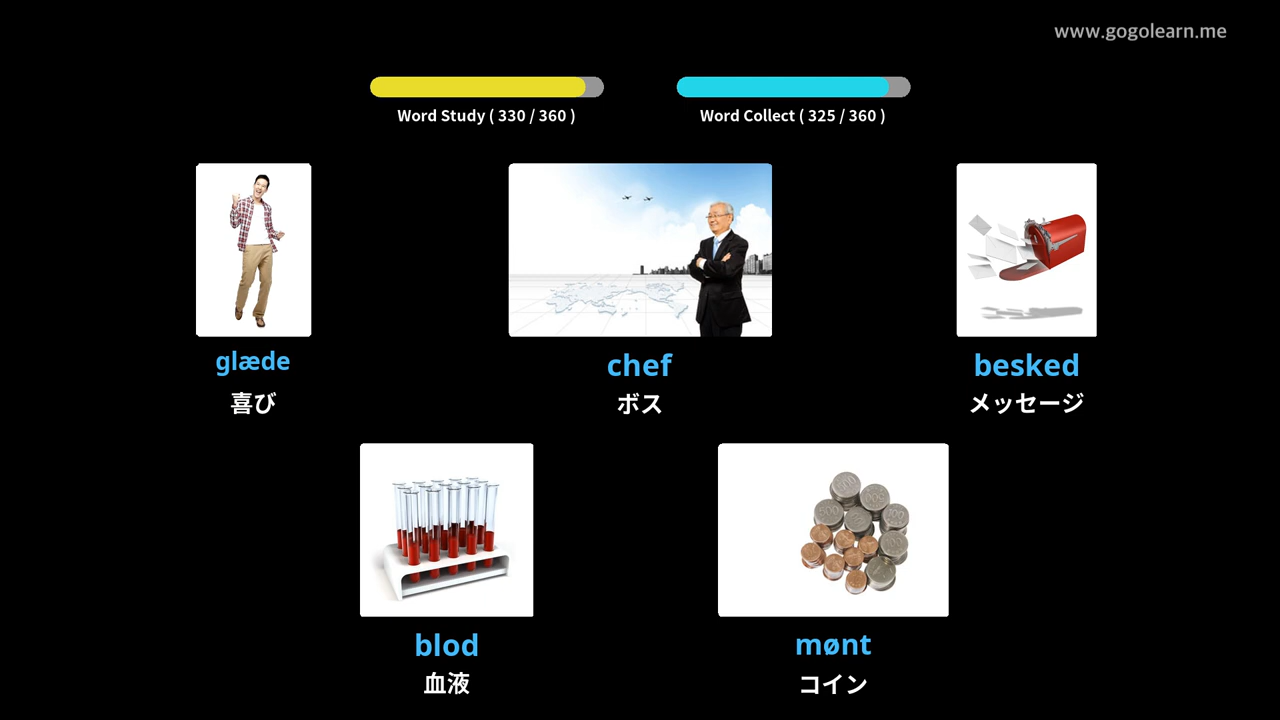 www.gogolearn.me
Word Study ( 330 / 360 )
Word Collect ( 325 / 360 )
glæde
喜び
chef
ボス
besked
メッセージ
blod
血液
mønt
コイン